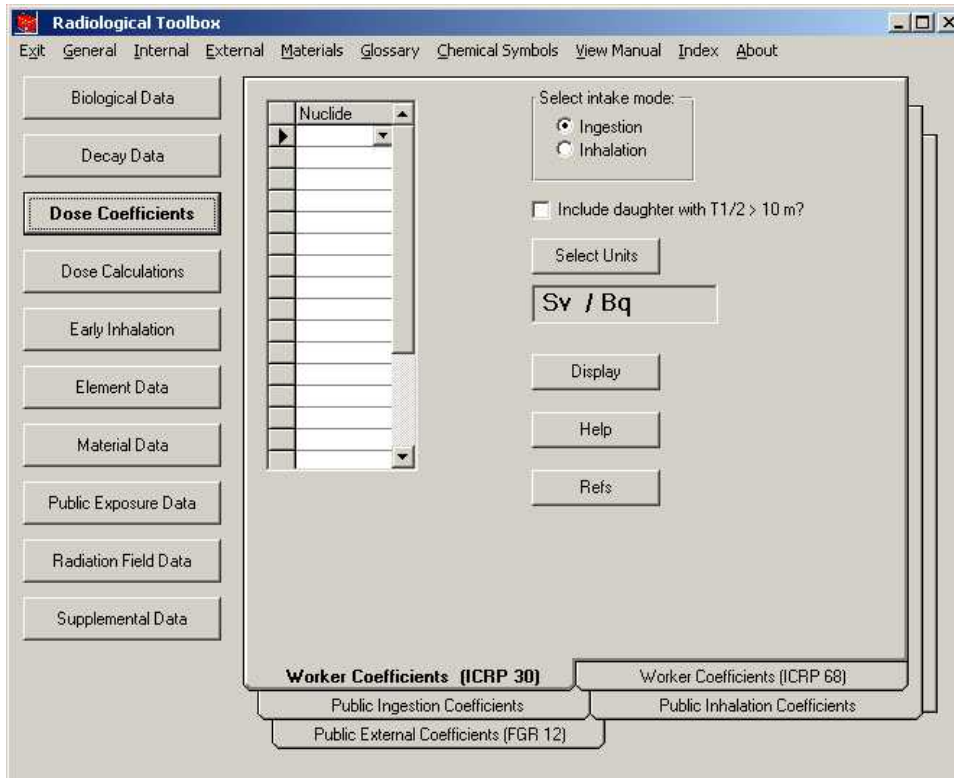 Radiological Toolbox
Exit General Internal External Materials Glossary Chemical Symbols View Manual Index About
Biological Data
Decay Data
Dose Coefficients
Dose Calculations
Early Inhalation
Element Data
Material Data
Public Exposure Data
Radiation Field Data
Supplemental Data
Nuclide
Select intake mode:
Ingestion
Inhalation
Include daughter with T1/2 > 10 m?
Select Units
Sv / Bq
Display
Help
Refs
Worker Coefficients (ICRP 30)
Worker Coefficients (ICRP 68)
Public Ingestion Coefficients
Public Inhalation Coefficients
Public External Coefficients (FGR 12)